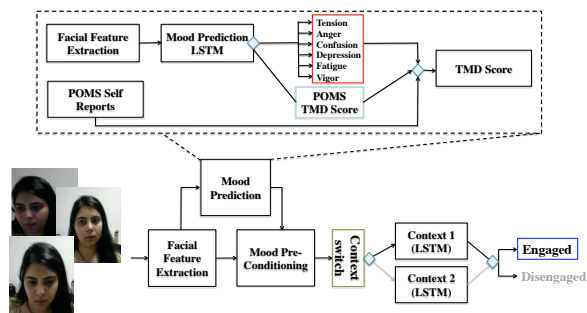 Facial Feature
Extraction
Mood Prediction
LSTM
Tension
Anger
Confusion
Depression
Fatigue
Vigor
POMS
TMD Score
TMD Score
POMS Self
Reports
Mood
Prediction
Facial
Feature
Extraction
Mood Pre-
Conditioning
Context
switch
Context 1
(LSTM)
Context 2
(LSTM)
Engaged
Disengaged